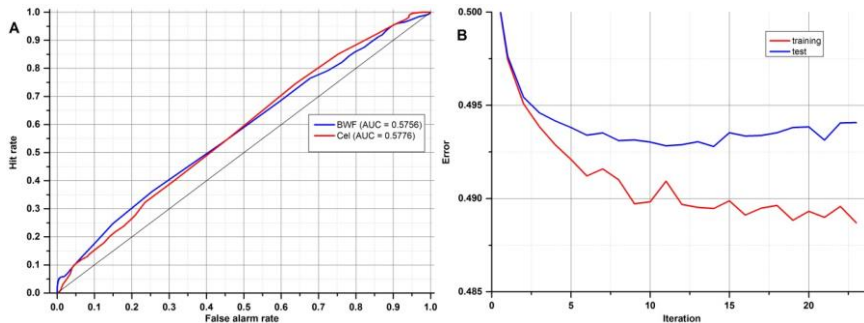 A
1.0
0.9
0.8
0.7
0.6
0.5
0.4
0.3
0.2
0.1
0.0
Hit rate
BWF (AUC = 0.5756)
Cel (AUC = 0.5776)
0.0 0.1 0.2 0.3 0.4 0.5 0.6 0.7 0.8 0.9 1.0
False alarm rate
B
0.500
0.495
0.490
0.485
Error
training
test
0 5 10 15 20
Iteration